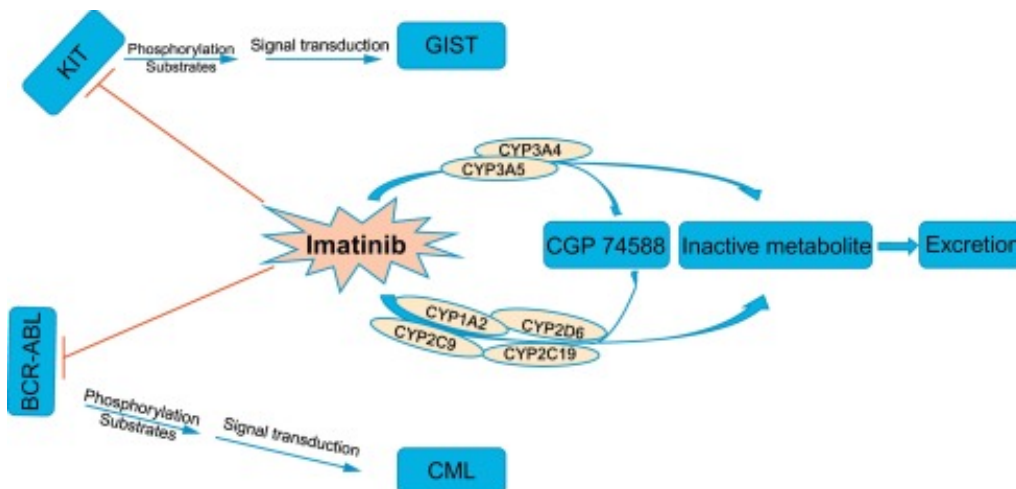 KIT
Phosphorylation
Substrates
Signal transduction
GIST
CYP3A4
CYP3A5
Imatinib
CGP 74588
Inactive metabolite
Excretion
CYP1A2
CYP2D6
CYP2C9
CYP2C19
BCR-ABL
Phosphorylation
Substrates
Signal transduction
CML